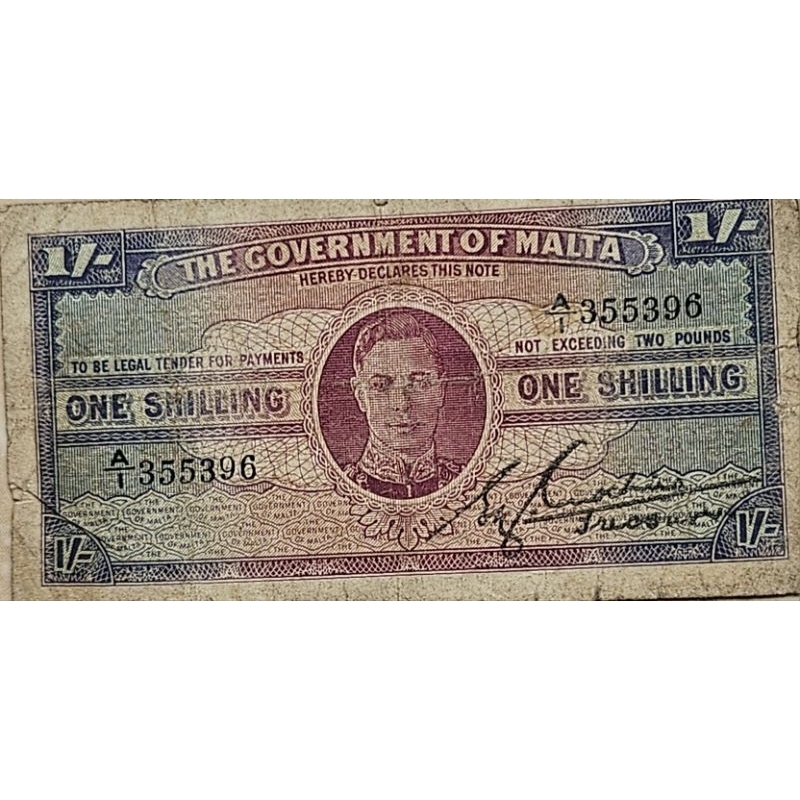 1/- 1/-
THE GOVERNMENT OF MALTA
HEREBY DECLARES THIS NOTE
A/1 355396
TO BE LEGAL TENDER FOR PAYMENTS NOT EXCEEDING TWO POUNDS
ONE SHILLING ONE SHILLING
A/1 355396
Treasury
1/- 1/-